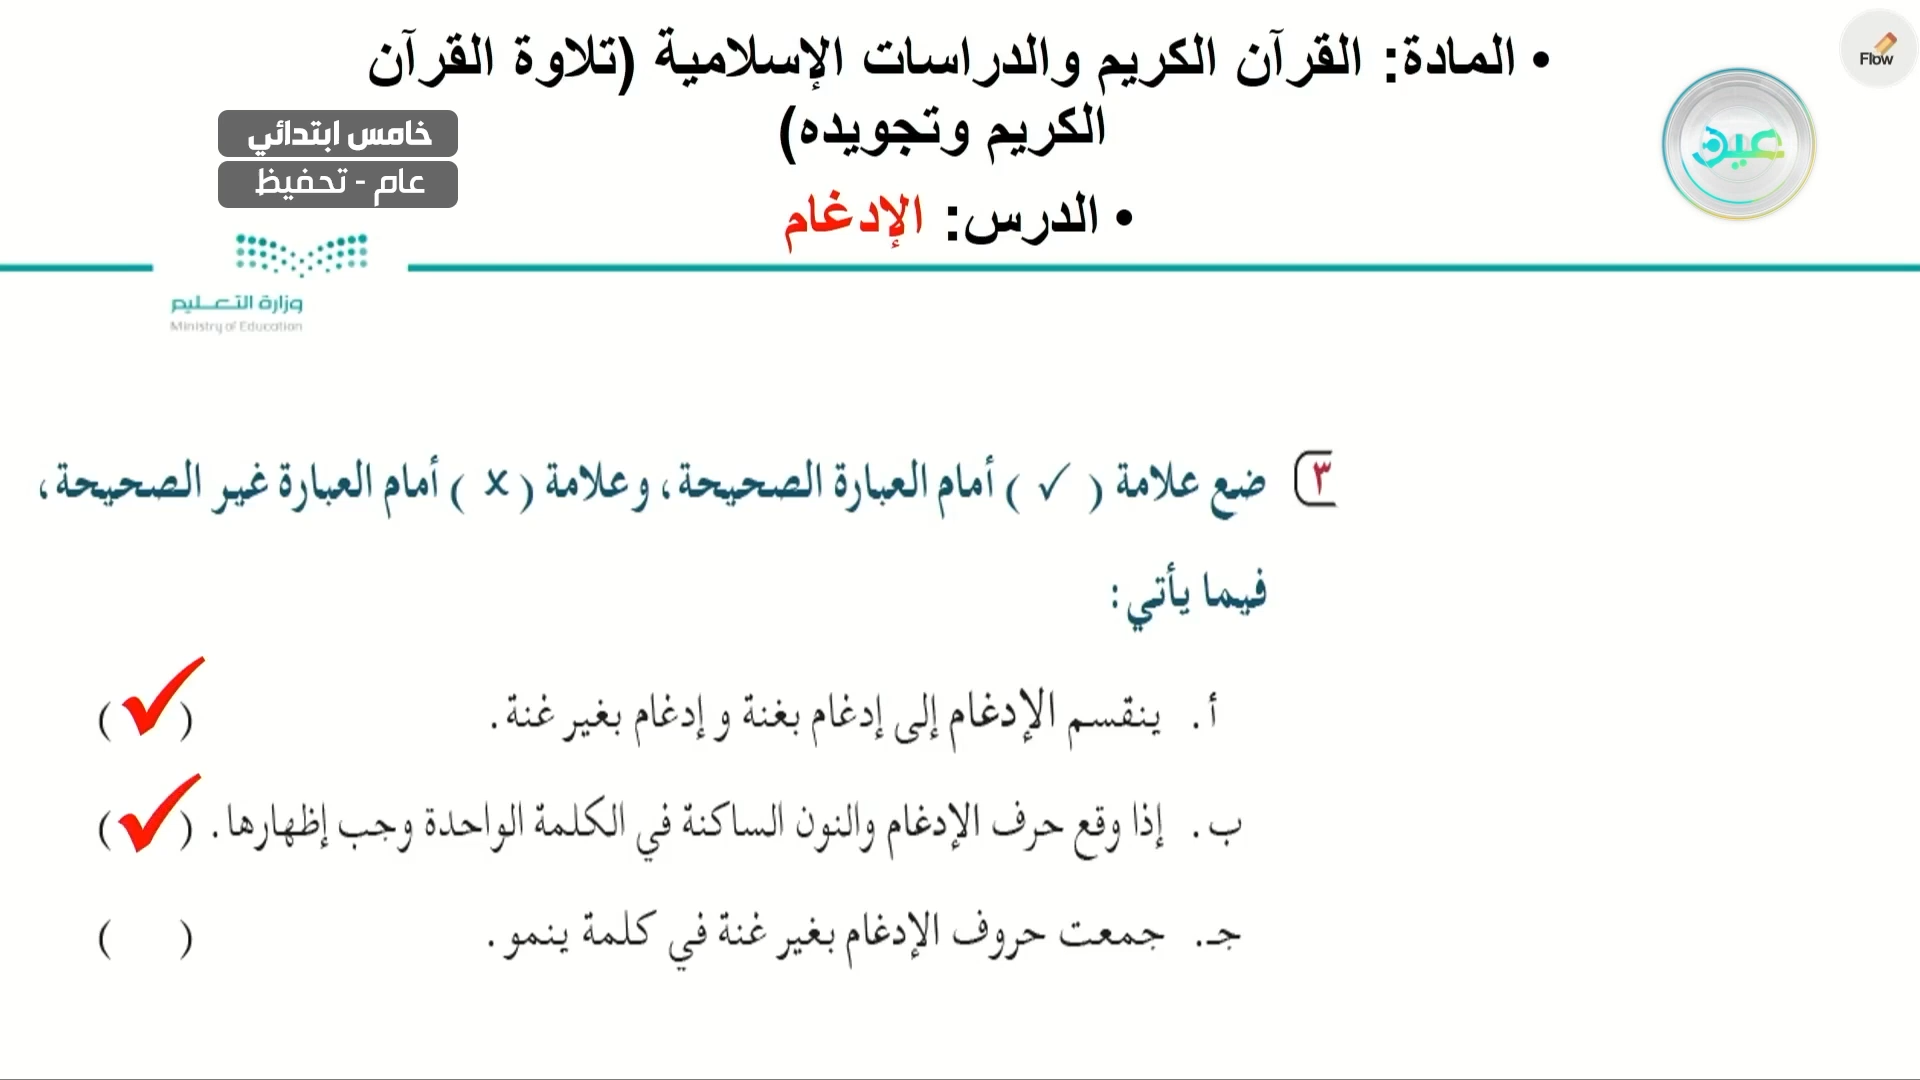 • المادة: القرآن الكريم والدراسات الإسلامية (تلاوة القرآن
الكريم وتجويده)
• الدرس: الإدغام
خامس ابتدائي
عام - تحفيظ
عين
Flow
وزارة التعليم
Ministry of Education
٣ ضع علامة ( ✓ ) أمام العبارة الصحيحة، وعلامة ( x ) أمام العبارة غير الصحيحة،
فيما يأتي:
أ. ينقسم الإدغام إلى إدغام بغنة و إدغام بغير غنة. ( ✓ )
ب. إذا وقع حرف الإدغام والنون الساكنة في الكلمة الواحدة وجب إظهارها. ( ✓ )
جـ. جمعت حروف الإدغام بغير غنة في كلمة ينمو. ( )